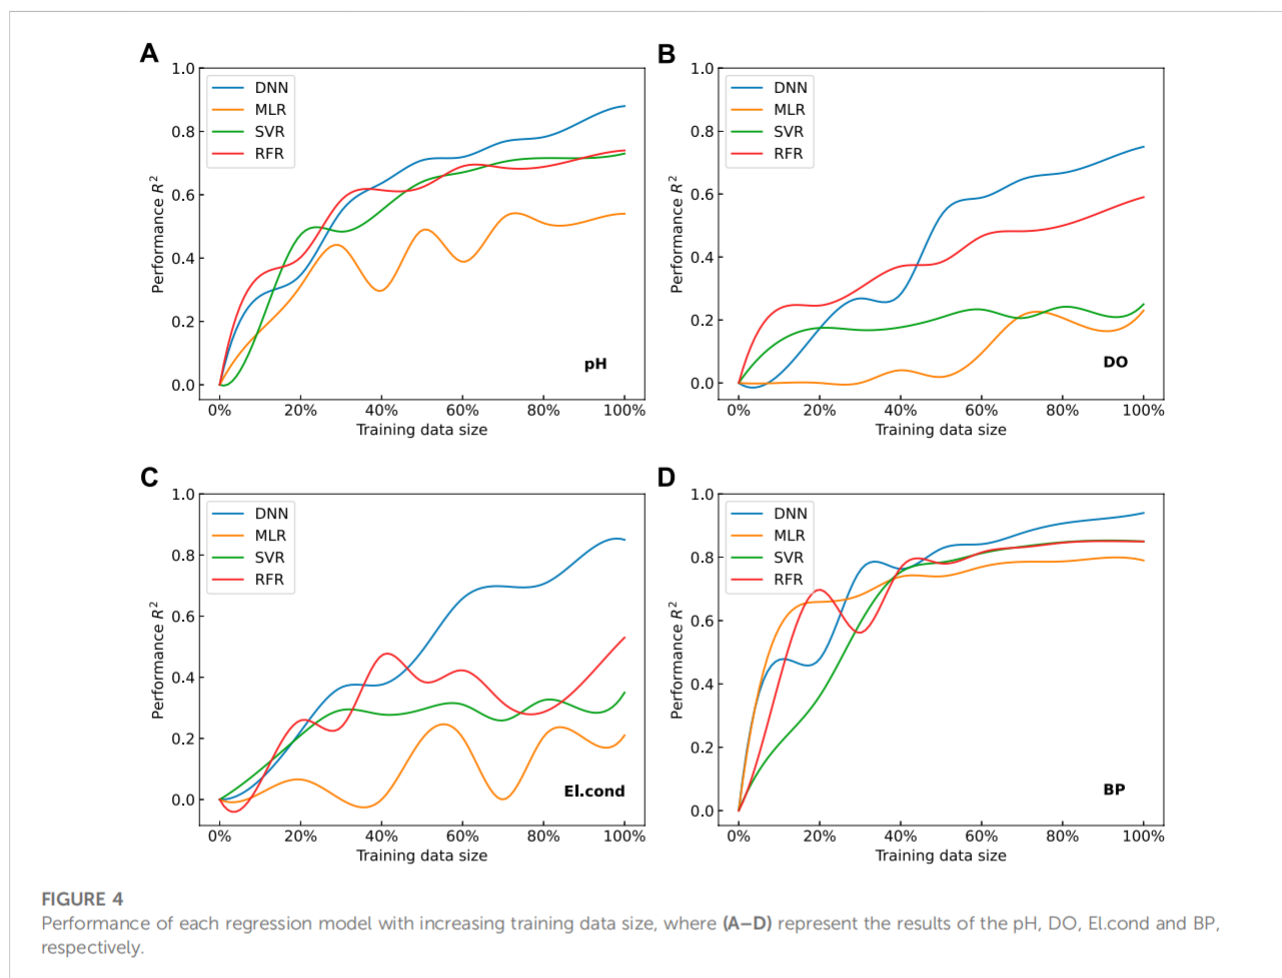 A
1.0
0.8
0.6
0.4
0.2
0.0
Performance R²
DNN
MLR
SVR
RFR
pH
0% 20% 40% 60% 80% 100%
Training data size
B
1.0
0.8
0.6
0.4
0.2
0.0
Performance R²
DNN
MLR
SVR
RFR
DO
0% 20% 40% 60% 80% 100%
Training data size
C
1.0
0.8
0.6
0.4
0.2
0.0
Performance R²
DNN
MLR
SVR
RFR
El.cond
0% 20% 40% 60% 80% 100%
Training data size
D
1.0
0.8
0.6
0.4
0.2
0.0
Performance R²
DNN
MLR
SVR
RFR
BP
0% 20% 40% 60% 80% 100%
Training data size
FIGURE 4
Performance of each regression model with increasing training data size, where (A–D) represent the results of the pH, DO, El.cond and BP,
respectively.